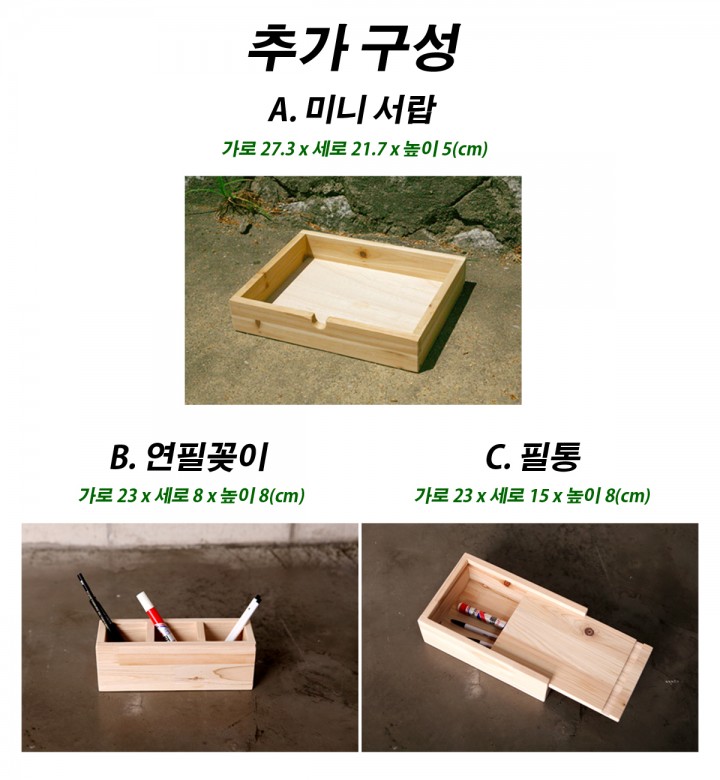 추가 구성
A. 미니 서랍
가로 27.3 x 세로 21.7 x 높이 5(cm)
B. 연필꽂이
가로 23 x 세로 8 x 높이 8(cm)
C. 필통
가로 23 x 세로 15 x 높이 8(cm)